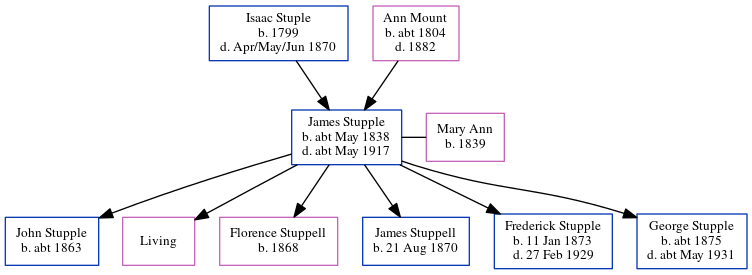 Isaac Stuple
b. 1799
d. Apr/May/Jun 1870
Ann Mount
b. abt 1804
d. 1882
James Stupple
b. abt May 1838
d. abt May 1917
Mary Ann
b. 1839
John Stupple
b. abt 1863
Living
Florence Stuppell
b. 1868
James Stuppell
b. 21 Aug 1870
Frederick Stupple
b. 11 Jan 1873
d. 27 Feb 1929
George Stupple
b. abt 1875
d. abt May 1931